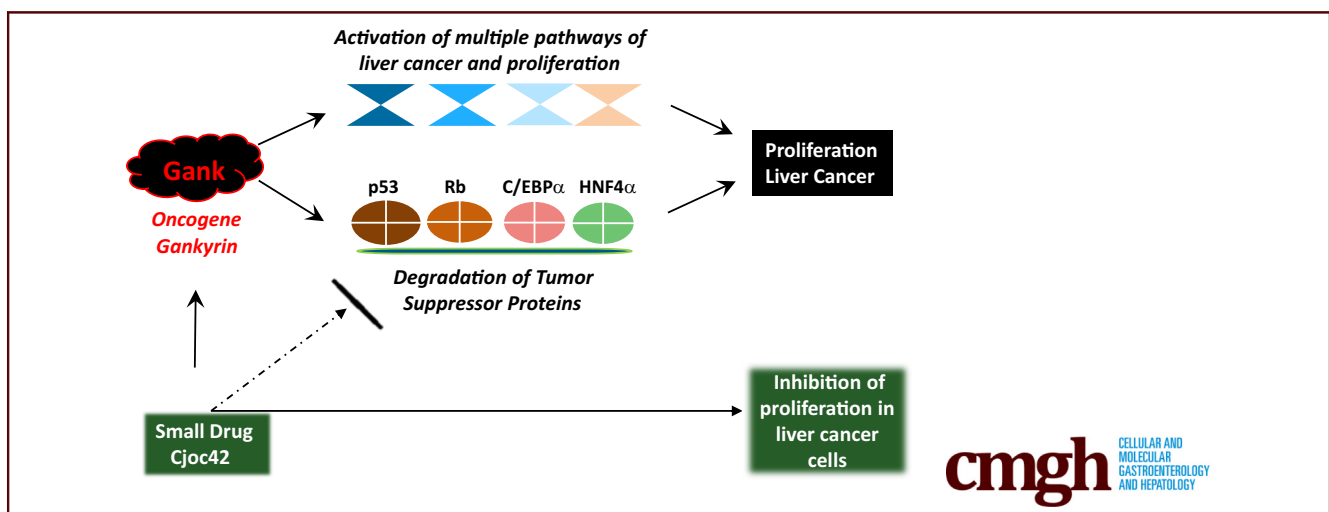 Activation of multiple pathways of
liver cancer and proliferation
Gank
Oncogene
Gankyrin
p53 Rb C/EBPα HNF4α
Degradation of Tumor
Suppressor Proteins
Proliferation
Liver Cancer
Small Drug
Cjoc42
Inhibition of
proliferation in
liver cancer
cells
cmgh
CELLULAR AND
MOLECULAR
GASTROENTEROLOGY
AND HEPATOLOGY